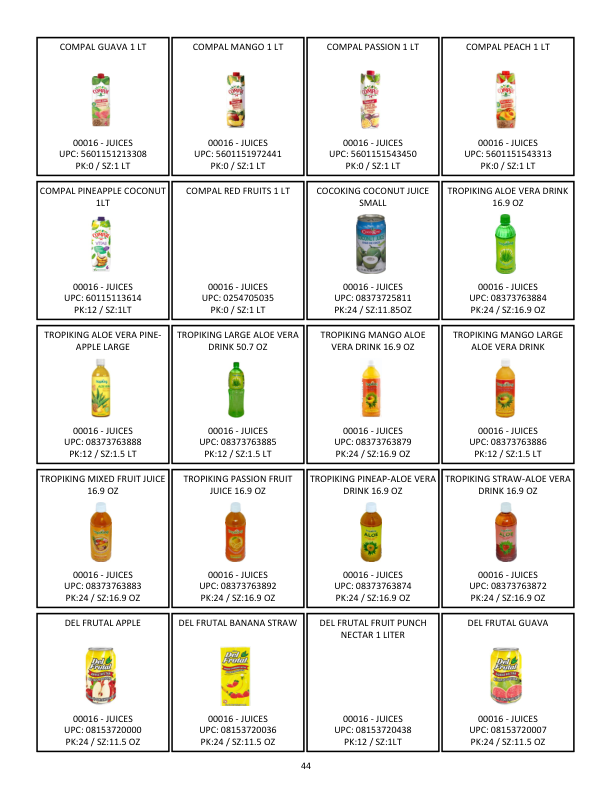 COMPAL GUAVA 1 LT
00016 - JUICES
UPC: 5601151213308
PK:0 / SZ:1 LT
COMPAL MANGO 1 LT
00016 - JUICES
UPC: 5601151972441
PK:0 / SZ:1 LT
COMPAL PASSION 1 LT
00016 - JUICES
UPC: 5601151543450
PK:0 / SZ:1 LT
COMPAL PEACH 1 LT
00016 - JUICES
UPC: 5601151543313
PK:0 / SZ:1 LT
COMPAL PINEAPPLE COCONUT
1LT
00016 - JUICES
UPC: 60115113614
PK:12 / SZ:1LT
COMPAL RED FRUITS 1 LT
00016 - JUICES
UPC: 0254705035
PK:0 / SZ:1 LT
COCOKING COCONUT JUICE
SMALL
00016 - JUICES
UPC: 08373725811
PK:24 / SZ:11.85OZ
TROPIKING ALOE VERA DRINK
16.9 OZ
00016 - JUICES
UPC: 08373763884
PK:24 / SZ:16.9 OZ
TROPIKING ALOE VERA PINE-
APPLE LARGE
00016 - JUICES
UPC: 08373763888
PK:12 / SZ:1.5 LT
TROPIKING LARGE ALOE VERA
DRINK 50.7 OZ
00016 - JUICES
UPC: 08373763885
PK:12 / SZ:1.5 LT
TROPIKING MANGO ALOE
VERA DRINK 16.9 OZ
00016 - JUICES
UPC: 08373763879
PK:24 / SZ:16.9 OZ
TROPIKING MANGO LARGE
ALOE VERA DRINK
00016 - JUICES
UPC: 08373763886
PK:12 / SZ:1.5 LT
TROPIKING MIXED FRUIT JUICE
16.9 OZ
00016 - JUICES
UPC: 08373763883
PK:24 / SZ:16.9 OZ
TROPIKING PASSION FRUIT
JUICE 16.9 OZ
00016 - JUICES
UPC: 08373763892
PK:24 / SZ:16.9 OZ
TROPIKING PINEAP-ALOE VERA
DRINK 16.9 OZ
ALOE
00016 - JUICES
UPC: 08373763874
PK:24 / SZ:16.9 OZ
TROPIKING STRAW-ALOE VERA
DRINK 16.9 OZ
00016 - JUICES
UPC: 08373763872
PK:24 / SZ:16.9 OZ
DEL FRUTAL APPLE
Del
Frutal
00016 - JUICES
UPC: 08153720000
PK:24 / SZ:11.5 OZ
DEL FRUTAL BANANA STRAW
Del
Frutal
00016 - JUICES
UPC: 08153720036
PK:24 / SZ:11.5 OZ
DEL FRUTAL FRUIT PUNCH
NECTAR 1 LITER
00016 - JUICES
UPC: 08153720438
PK:12 / SZ:1LT
DEL FRUTAL GUAVA
Del
Frutal
00016 - JUICES
UPC: 08153720007
PK:24 / SZ:11.5 OZ
44